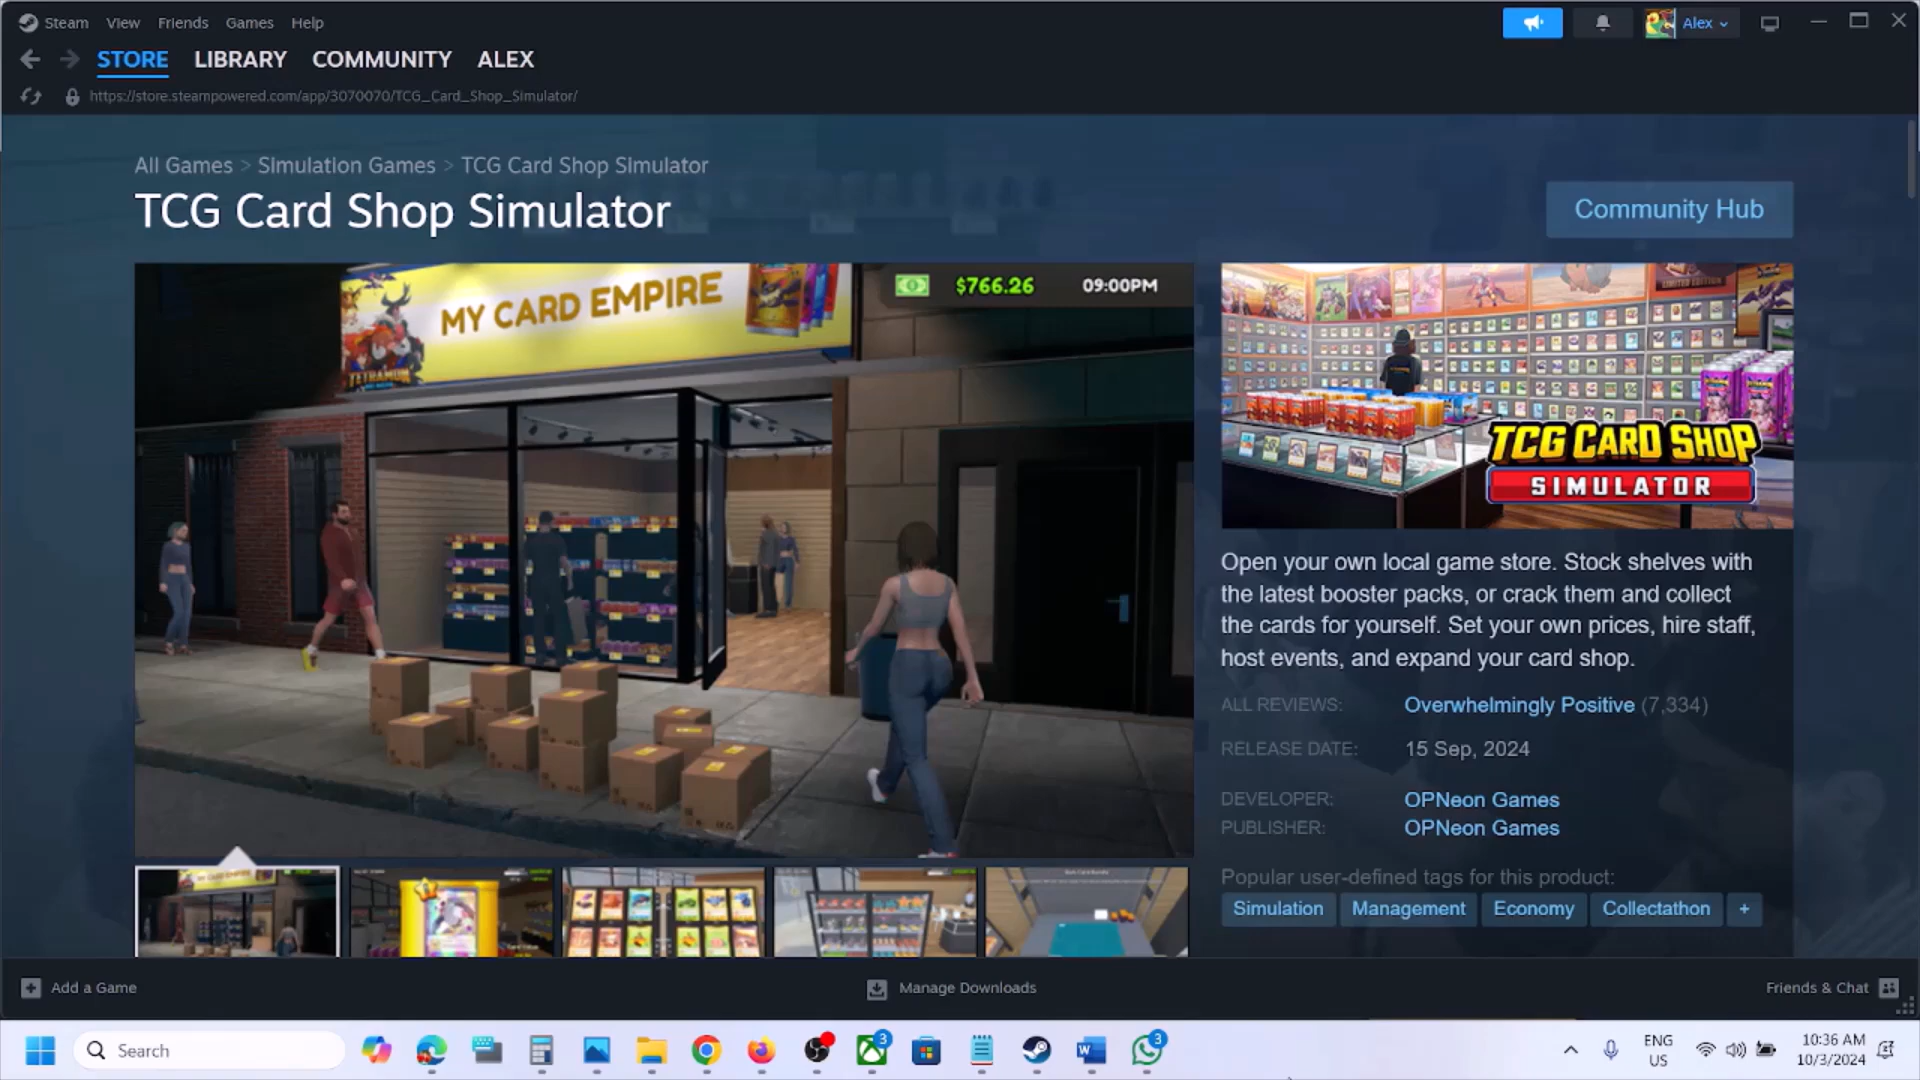 Steam View Friends Games Help
Alex
STORE LIBRARY COMMUNITY ALEX
https://store.steampowered.com/app/3070070/TCG_Card_Shop_Simulator/
All Games > Simulation Games > TCG Card Shop Simulator
TCG Card Shop Simulator
Community Hub
MY CARD EMPIRE
TETRAMON
$766.26 09:00PM
LIMITED EDITION
TCG CARD SHOP
SIMULATOR
Open your own local game store. Stock shelves with
the latest booster packs, or crack them and collect
the cards for yourself. Set your own prices, hire staff,
host events, and expand your card shop.
ALL REVIEWS: Overwhelmingly Positive (7,334)
RELEASE DATE: 15 Sep, 2024
DEVELOPER: OPNeon Games
PUBLISHER: OPNeon Games
Popular user-defined tags for this product:
Simulation Management Economy Collectathon +
Add a Game
Manage Downloads
Friends & Chat
Search
3
3
ENG
US
10:36 AM
10/3/2024